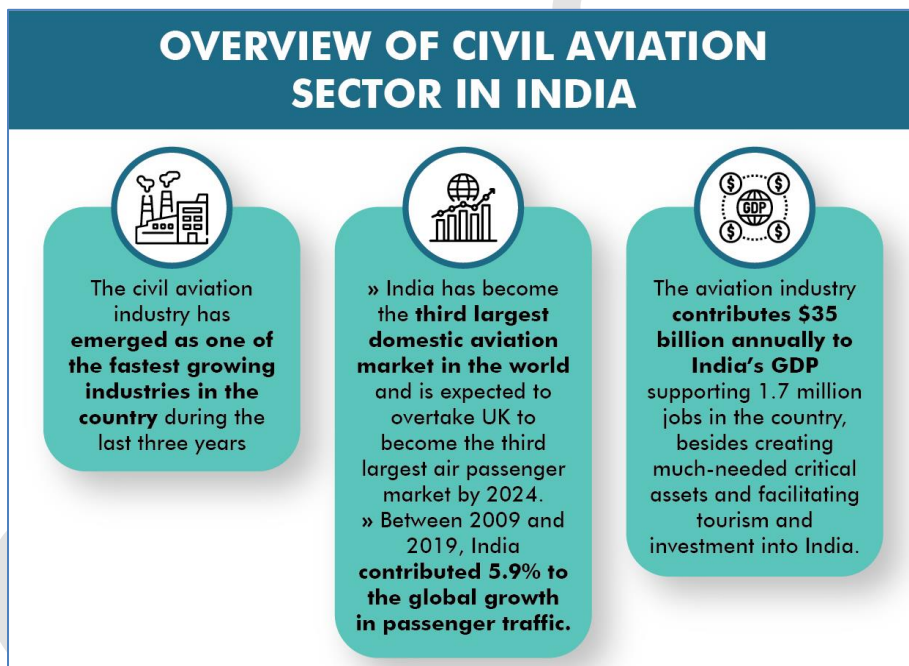 OVERVIEW OF CIVIL AVIATION
SECTOR IN INDIA
The civil aviation
industry has
emerged as one of
the fastest growing
industries in the
country during the
last three years
» India has become
the third largest
domestic aviation
market in the world
and is expected to
overtake UK to
become the third
largest air passenger
market by 2024.
» Between 2009 and
2019, India
contributed 5.9% to
the global growth
in passenger traffic.
$ $
GDP
$ $
The aviation industry
contributes $35
billion annually to
India’s GDP
supporting 1.7 million
jobs in the country,
besides creating
much-needed critical
assets and facilitating
tourism and
investment into India.